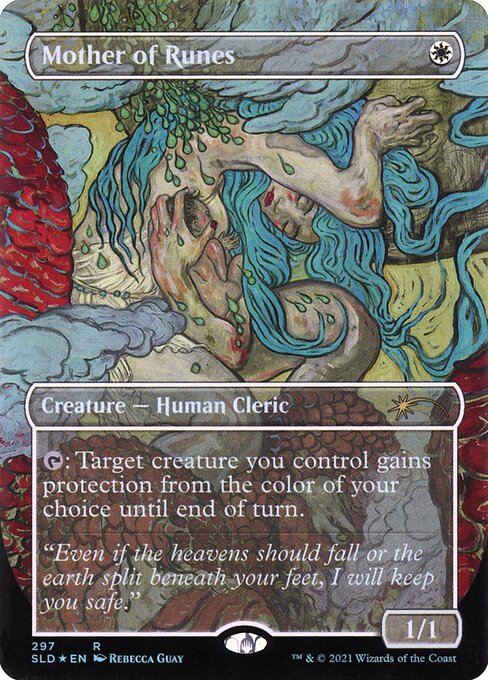 Mother of Runes
Creature — Human Cleric
: Target creature you control gains
protection from the color of your
choice until end of turn.
“Even if the heavens should fall or the
earth split beneath your feet, I will keep
you safe.”
1/1
297 R
SLD ★ EN Rebecca Guay
™ & © 2021 Wizards of the Coast